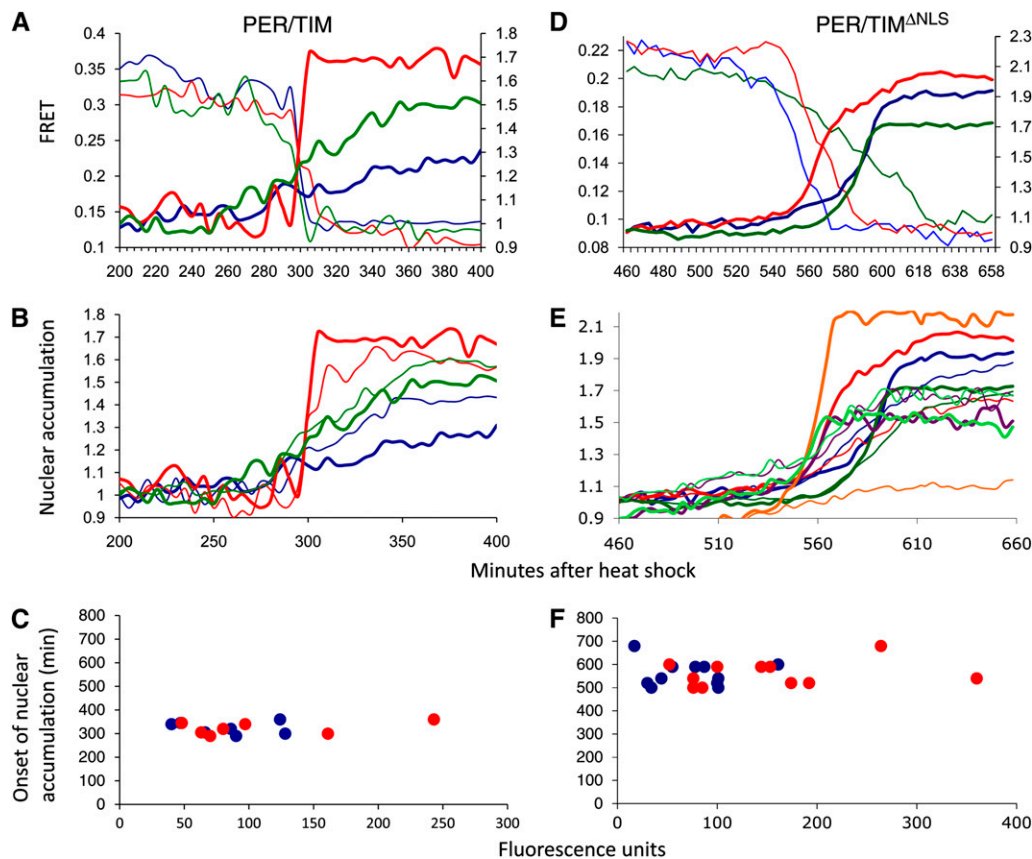 A PER/TIM
0.4 0.35 0.3 0.25 0.2 0.15 0.1
FRET
1.8 1.7 1.6 1.5 1.4 1.3 1.2 1.1 1 0.9
200 220 240 260 280 300 320 340 360 380 400
D PER/TIMΔNLS
0.22 0.2 0.18 0.16 0.14 0.12 0.1 0.08
2.3 2.1 1.9 1.7 1.5 1.3 1.1 0.9
460 480 500 520 540 560 580 600 618 638 658
B
Nuclear accumulation
1.8 1.7 1.6 1.5 1.4 1.3 1.2 1.1 1 0.9
200 250 300 350 400
E
2.1 1.9 1.7 1.5 1.3 1.1 0.9
460 510 560 610 660
Minutes after heat shock
C
Onset of nuclear
accumulation (min)
800 700 600 500 400 300 200 100 0
0 50 100 150 200 250 300
F
800 700 600 500 400 300 200 100 0
0 100 200 300 400
Fluorescence units